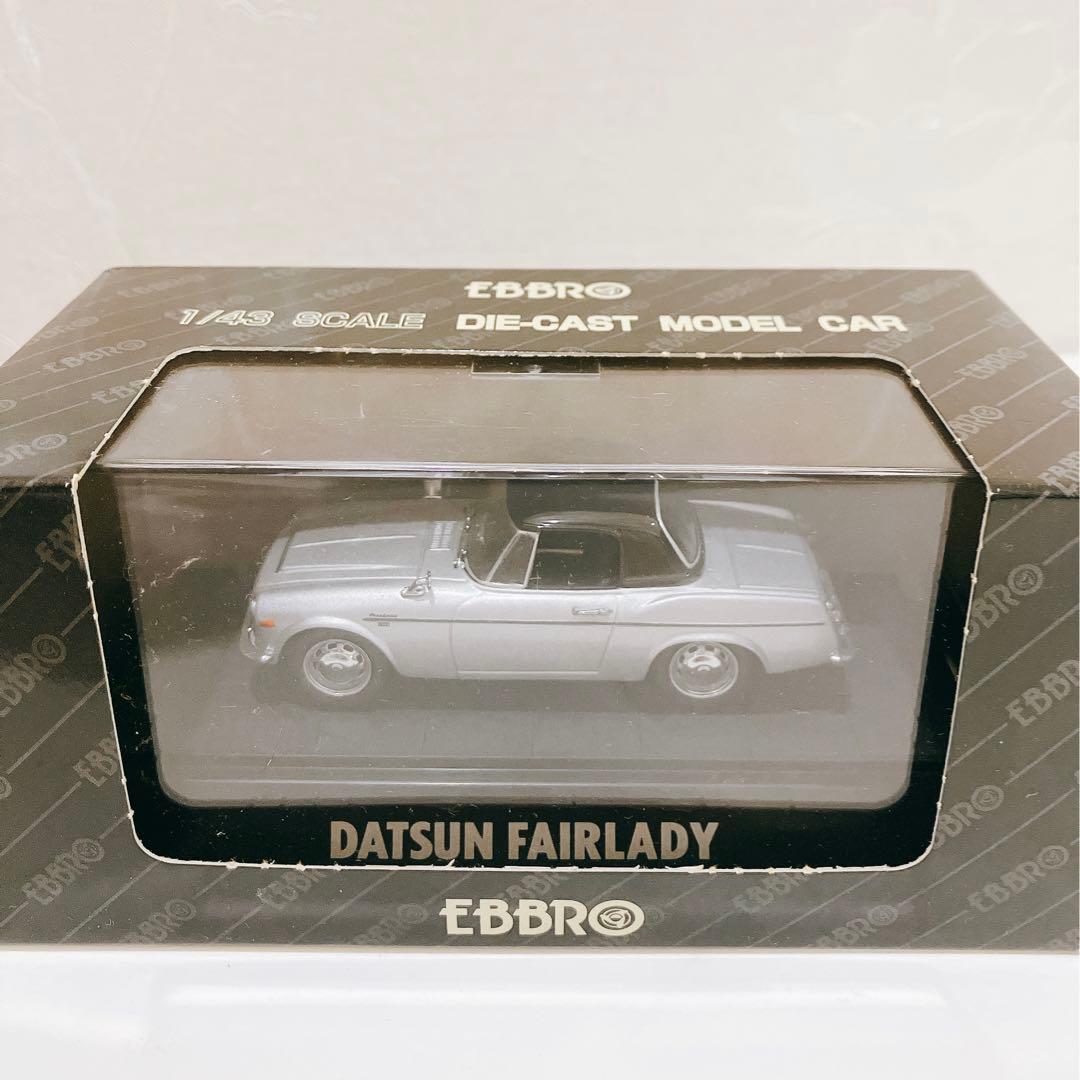 EBBRO
1/43 SCALE DIE-CAST MODEL CAR
DATSUN FAIRLADY
EBBRO